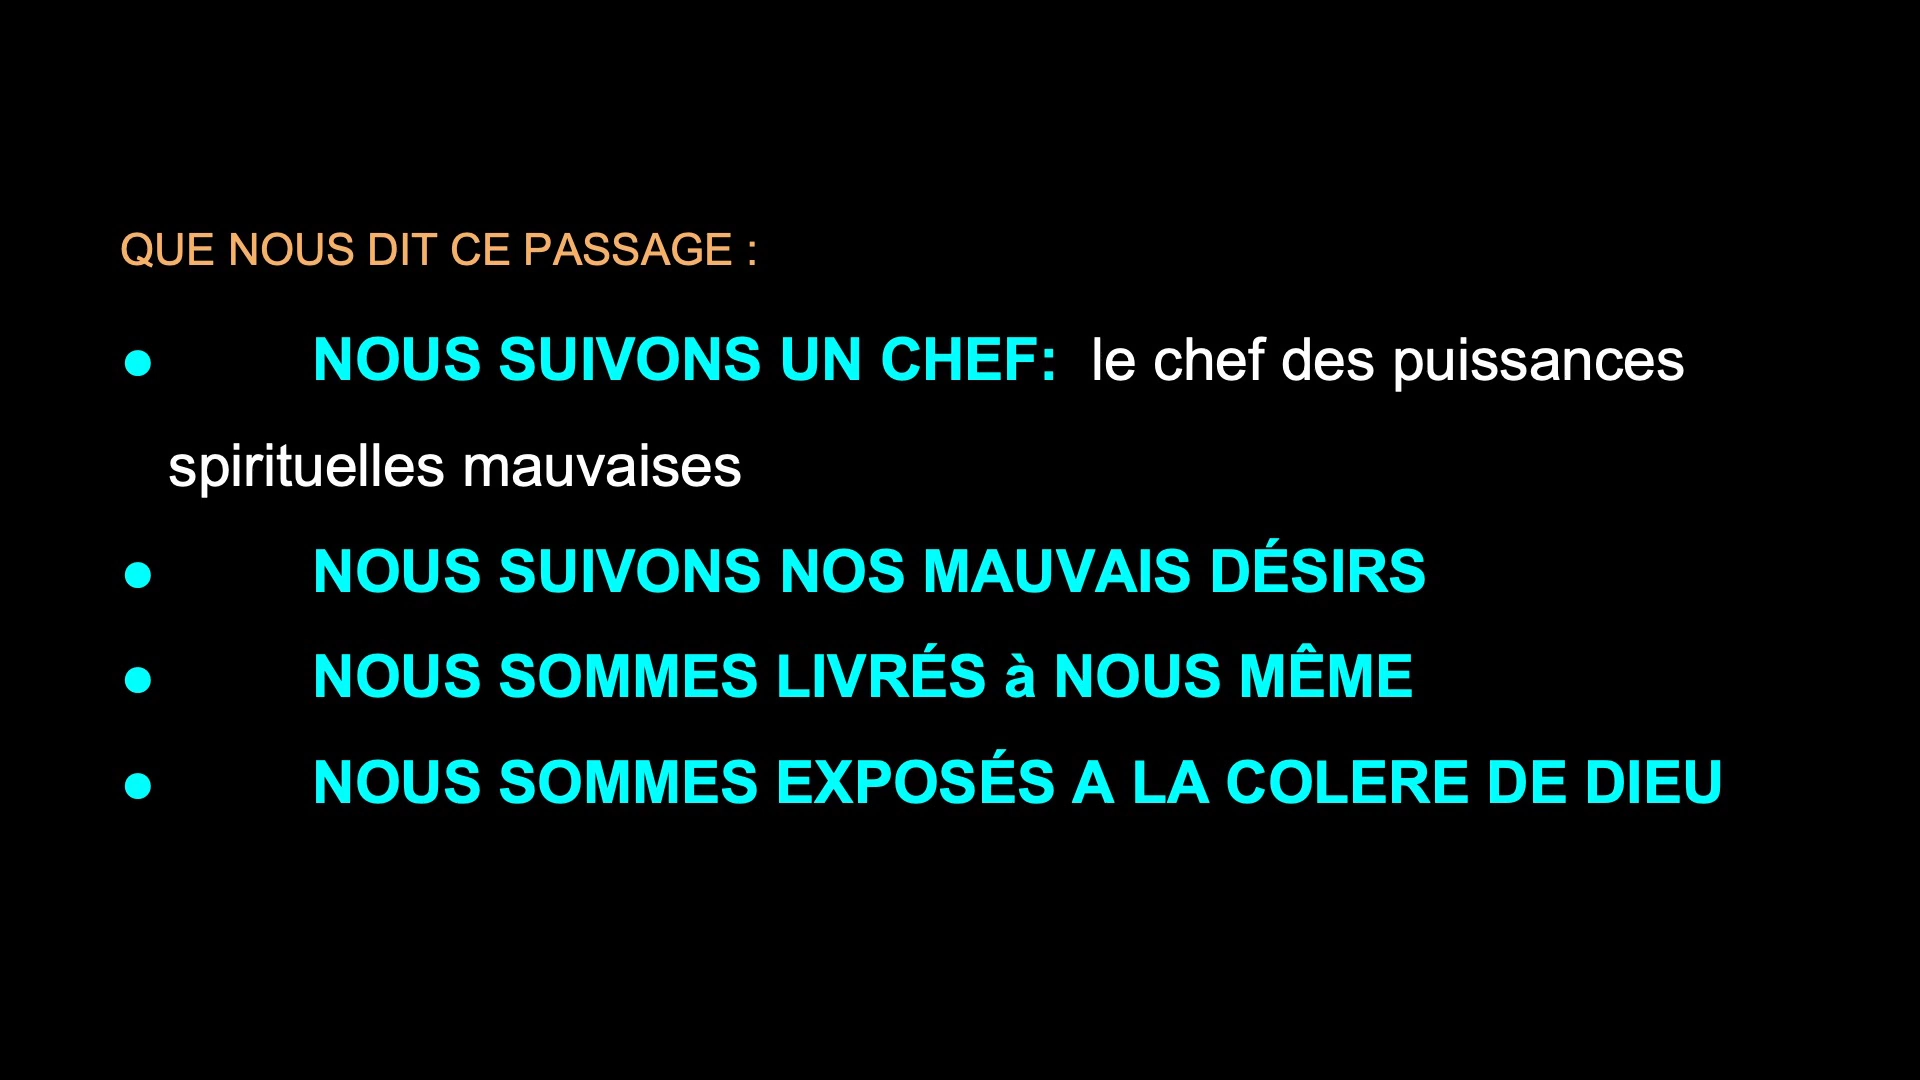 QUE NOUS DIT CE PASSAGE :
● NOUS SUIVONS UN CHEF: le chef des puissances
spirituelles mauvaises
● NOUS SUIVONS NOS MAUVAIS DÉSIRS
● NOUS SOMMES LIVRÉS à NOUS MÊME
● NOUS SOMMES EXPOSÉS A LA COLERE DE DIEU